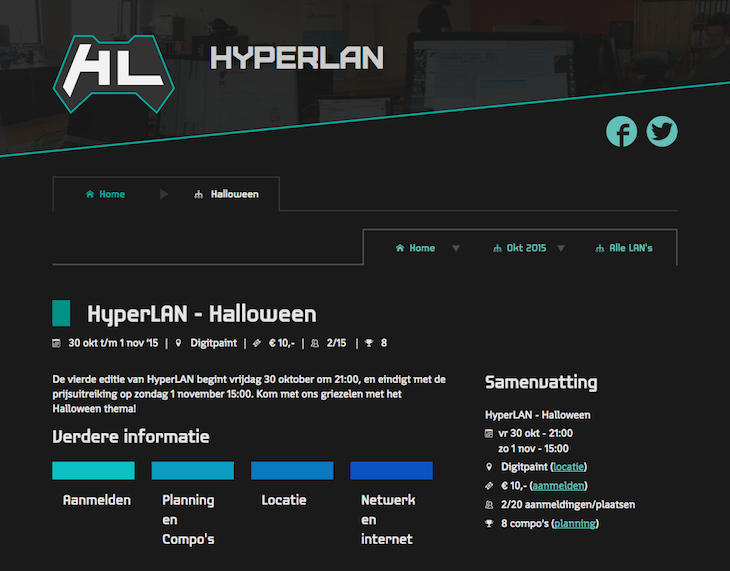 HL
HYPERLAN
Home
Halloween
Home
Okt 2015
Alle LAN's
HyperLAN - Halloween
30 okt t/m 1 nov '15 | Digitpaint | € 10,- | 2/15 | 8
De vierde editie van HyperLAN begint vrijdag 30 oktober om 21:00, en eindigt met de
prijsuitreiking op zondag 1 november 15:00. Kom met ons griezelen met het
Halloween thema!
Verdere informatie
Aanmelden
Planning
en
Compo's
Locatie
Netwerk
en
internet
Samenvatting
HyperLAN - Halloween
vr 30 okt - 21:00
zo 1 nov - 15:00
Digitpaint (locatie)
€ 10,- (aanmelden)
2/20 aanmeldingen/plaatsen
8 compo's (planning)